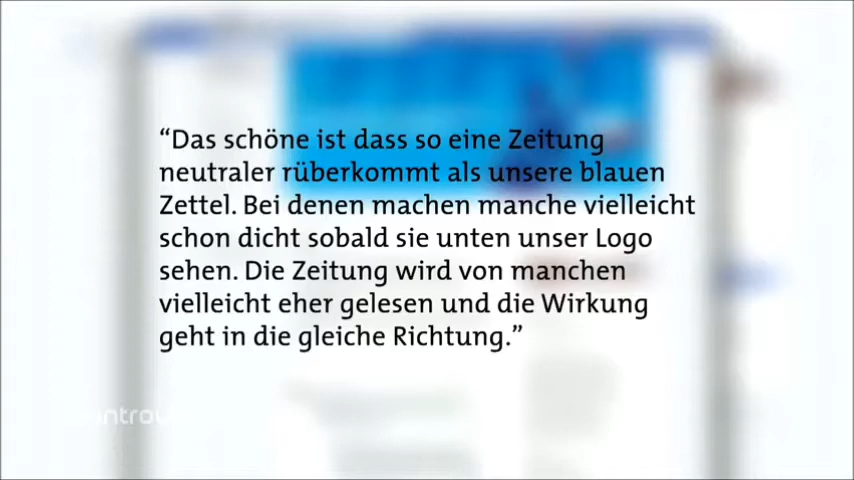 “Das schöne ist dass so eine Zeitung
neutraler rüberkommt als unsere blauen
Zettel. Bei denen machen manche vielleicht
schon dicht sobald sie unten unser Logo
sehen. Die Zeitung wird von manchen
vielleicht eher gelesen und die Wirkung
geht in die gleiche Richtung.”